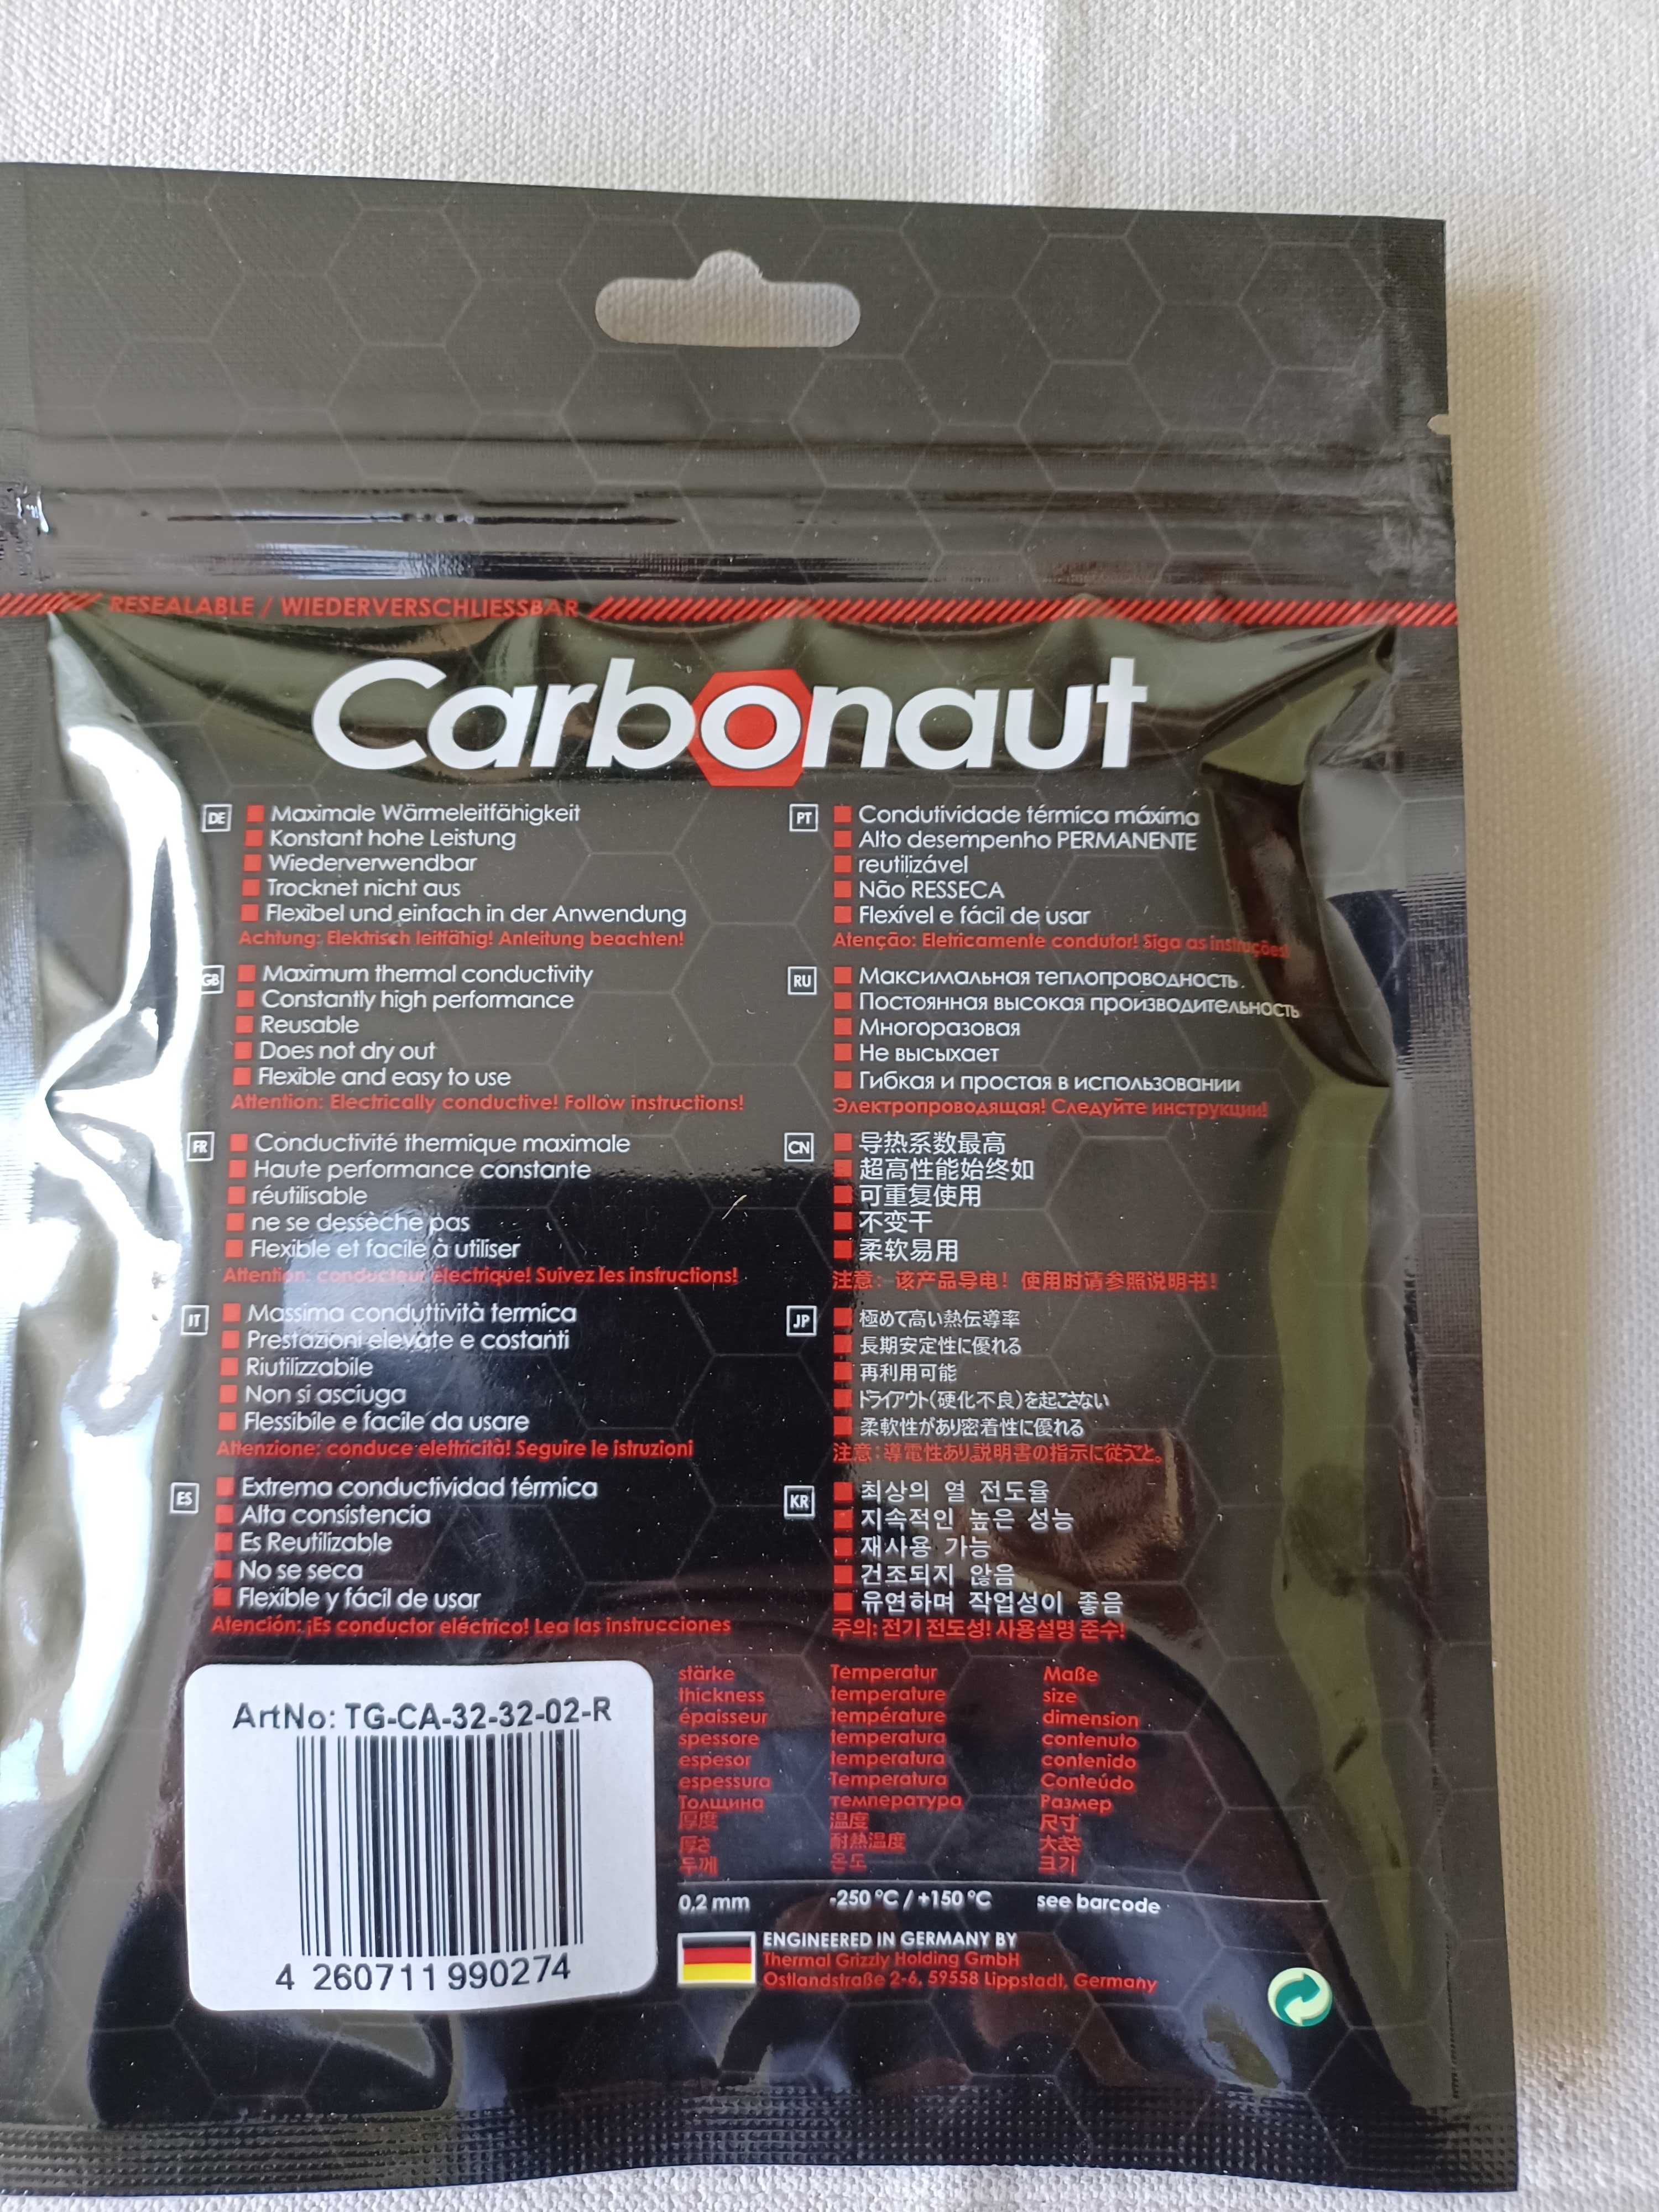 RESEALABLE / WIEDERVERSCHLIESSBAR
Carbonaut
DE
Maximale Wärmeleitfähigkeit
Konstant hohe Leistung
Wiederverwendbar
Trocknet nicht aus
Flexibel und einfach in der Anwendung
Achtung: Elektrisch leitfähig! Anleitung beachten!
GB
Maximum thermal conductivity
Constantly high performance
Reusable
Does not dry out
Flexible and easy to use
Attention: Electrically conductive! Follow instructions!
FR
Conductivité thermique maximale
Haute performance constante
réutilisable
ne se dessèche pas
Flexible et facile à utiliser
Attention: conducteur électrique! Suivez les instructions!
IT
Massima conduttività termica
Prestazioni elevate e costanti
Riutilizzabile
Non si asciuga
Flessibile e facile da usare
Attenzione: conduce elettricità! Seguire le istruzioni
ES
Extrema conductividad térmica
Alta consistencia
Es Reutilizable
No se seca
Flexible y fácil de usar
Atención: ¡Es conductor eléctrico! Lea las instrucciones
PT
Condutividade térmica máxima
Alto desempenho PERMANENTE
reutilizável
Não RESSECA
Flexível e fácil de usar
Atenção: Eletricamente condutor! Siga as instruções!
RU
Максимальная теплопроводность.
Постоянная высокая производительность
Многоразовая
Не высыхает
Гибкая и простая в использовании
Электропроводящая! Следуйте инструкции!
CN
导热系数最高
超高性能始终如
可重复使用
不变干
柔软易用
注意：该产品导电！使用时请参照说明书！
JP
極めて高い熱伝導率
長期安定性に優れる
再利用可能
ドライアウト（硬化不良）を起こさない
柔軟性があり密着性に優れる
注意：導電性あり説明書の指示に従うこと。
KR
최상의 열 전도율
지속적인 높은 성능
재사용 가능
건조되지 않음
유연하며 작업성이 좋음
주의: 전기 전도성! 사용설명 준수!
ArtNo: TG-CA-32-32-02-R
4 260711 990274
stärke
thickness
épaisseur
spessore
espesor
espessura
Толщина
厚度
厚さ
두께
0,2 mm
Temperatur
temperature
température
temperatura
temperatura
Temperatura
температура
温度
耐熱温度
온도
-250 °C / +150 °C
Maße
size
dimension
contenuto
contenido
Conteúdo
Размер
尺寸
大きさ
크기
see barcode
ENGINEERED IN GERMANY BY
Thermal Grizzly Holding GmbH
Ostlandstraße 2-6, 59558 Lippstadt, Germany